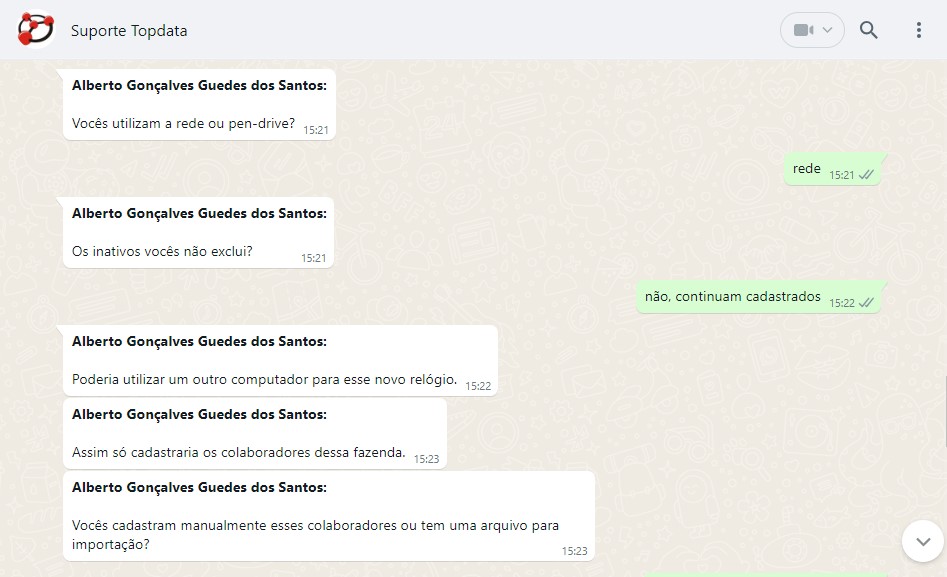 Suporte Topdata
Alberto Gonçalves Guedes dos Santos:
Vocês utilizam a rede ou pen-drive? 15:21
rede 15:21
Alberto Gonçalves Guedes dos Santos:
Os inativos vocês não exclui? 15:21
não, continuam cadastrados 15:22
Alberto Gonçalves Guedes dos Santos:
Poderia utilizar um outro computador para esse novo relógio. 15:22
Alberto Gonçalves Guedes dos Santos:
Assim só cadastraria os colaboradores dessa fazenda. 15:23
Alberto Gonçalves Guedes dos Santos:
Vocês cadastram manualmente esses colaboradores ou tem uma arquivo para
importação? 15:23